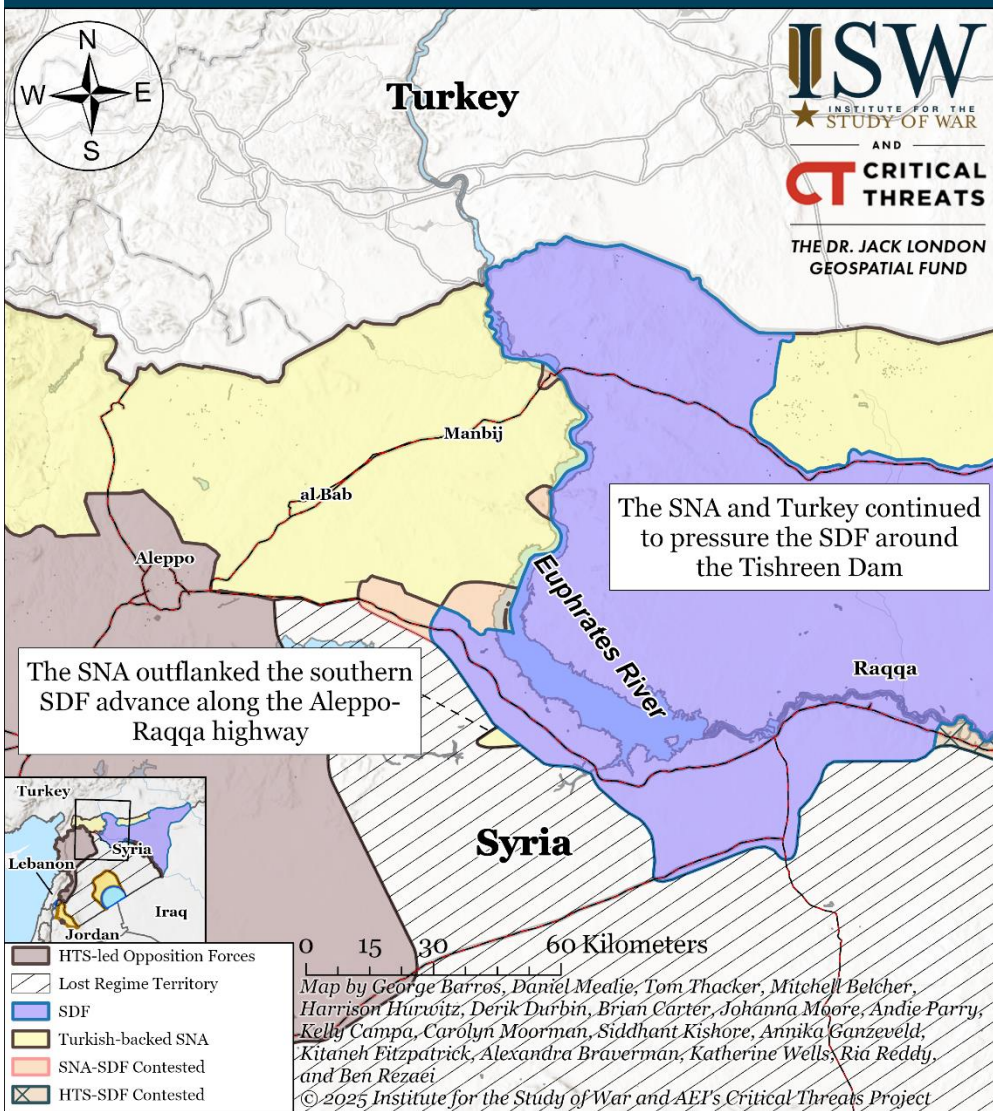 N
W E
S
Turkey
ISW
INSTITUTE FOR THE
STUDY OF WAR
AND
CT CRITICAL
THREATS
THE DR. JACK LONDON
GEOSPATIAL FUND
Manbij
al Bab
Aleppo
The SNA and Turkey continued
to pressure the SDF around
the Tishreen Dam
Euphrates River
Raqqa
The SNA outflanked the southern
SDF advance along the Aleppo-
Raqqa highway
Syria
Turkey
Lebanon
Syria
Iraq
Jordan
0 15 30 60 Kilometers
HTS-led Opposition Forces
Lost Regime Territory
SDF
Turkish-backed SNA
SNA-SDF Contested
HTS-SDF Contested
Map by George Barros, Daniel Mealie, Tom Thacker, Mitchell Belcher,
Harrison Hurwitz, Derik Durbin, Brian Carter, Johanna Moore, Andie Parry,
Kelly Campa, Carolyn Moorman, Siddhant Kishore, Annika Ganzeveld,
Kitaneh Fitzpatrick, Alexandra Braverman, Katherine Wells, Ria Reddy,
and Ben Rezaei
© 2025 Institute for the Study of War and AEI's Critical Threats Project